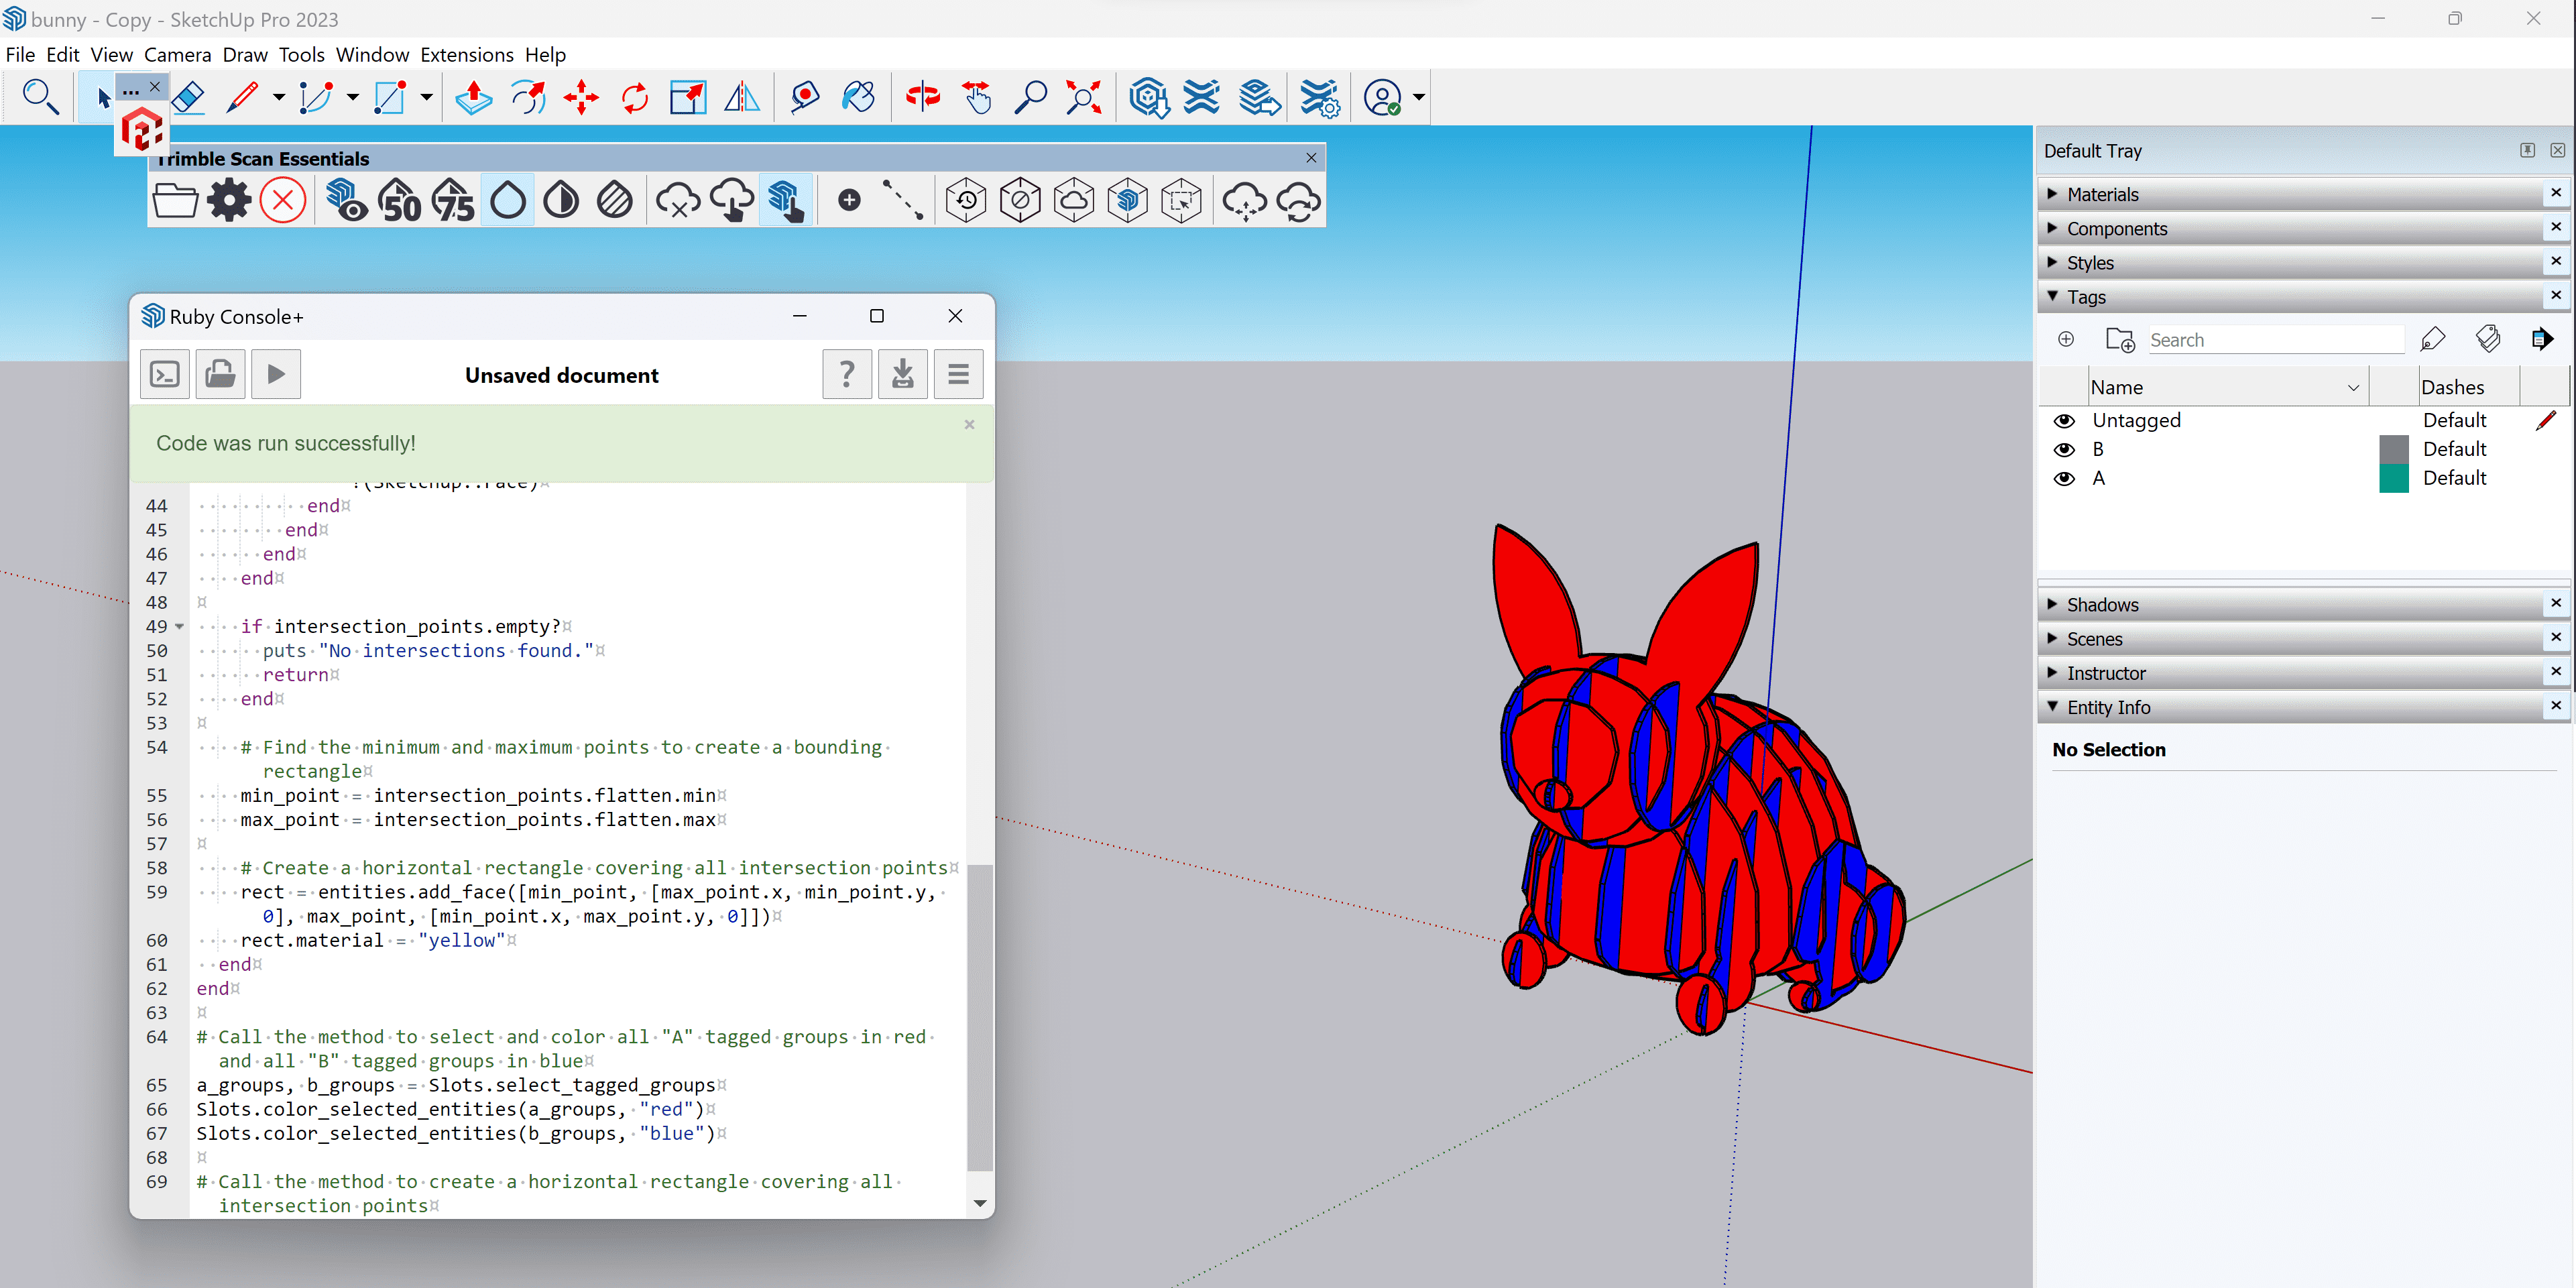 bunny - Copy - SketchUp Pro 2023
File Edit View Camera Draw Tools Window Extensions Help
...
Trimble Scan Essentials
50 75
Ruby Console+
Unsaved document
Code was run successfully!
44 end
45 end
46 end
47 end
48
49 if intersection_points.empty?
50 puts "No intersections found."
51 return
52 end
53
54 # Find the minimum and maximum points to create a bounding
rectangle
55 min_point = intersection_points.flatten.min
56 max_point = intersection_points.flatten.max
57
58 # Create a horizontal rectangle covering all intersection points
59 rect = entities.add_face([min_point, [max_point.x, min_point.y,
0], max_point, [min_point.x, max_point.y, 0]])
60 rect.material = "yellow"
61 end
62 end
63
64 # Call the method to select and color all "A" tagged groups in red
and all "B" tagged groups in blue
65 a_groups, b_groups = Slots.select_tagged_groups
66 Slots.color_selected_entities(a_groups, "red")
67 Slots.color_selected_entities(b_groups, "blue")
68
69 # Call the method to create a horizontal rectangle covering all
intersection points
Default Tray
Materials
Components
Styles
Tags
Search
Name Dashes
Untagged Default
B Default
A Default
Shadows
Scenes
Instructor
Entity Info
No Selection